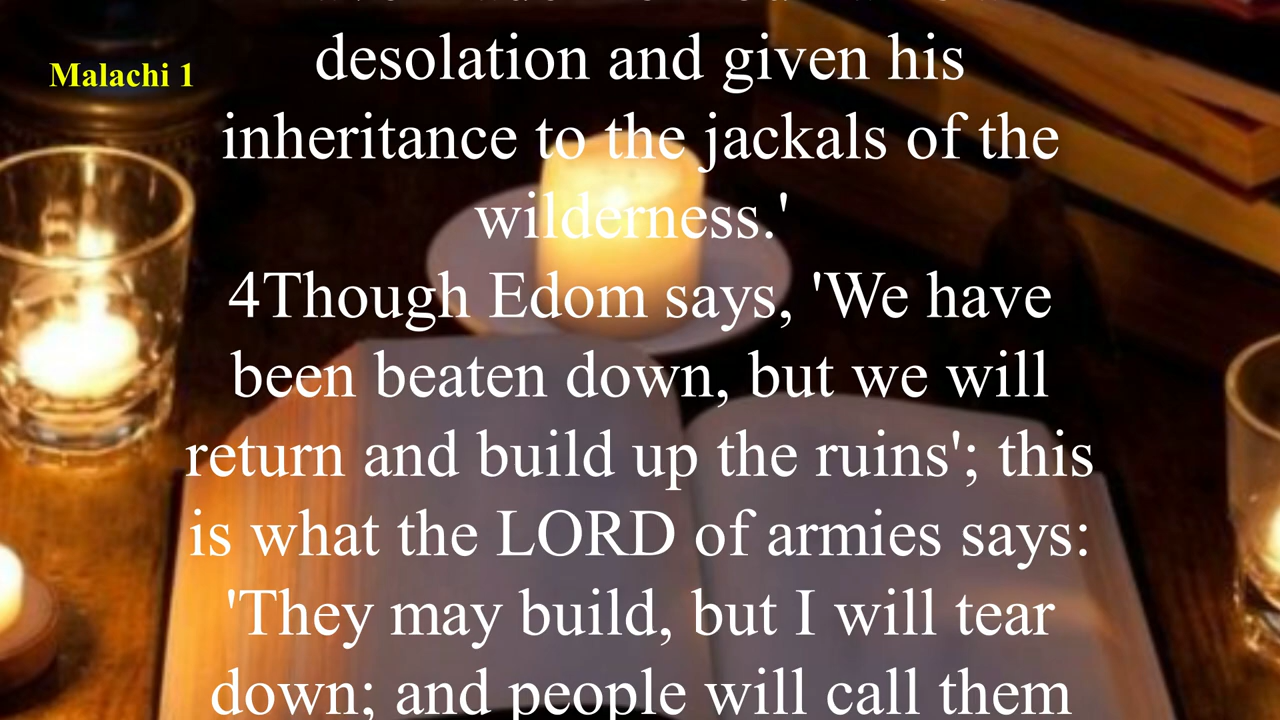 Malachi 1
desolation and given his
inheritance to the jackals of the
wilderness.'
4Though Edom says, 'We have
been beaten down, but we will
return and build up the ruins'; this
is what the LORD of armies says:
'They may build, but I will tear
down; and people will call them